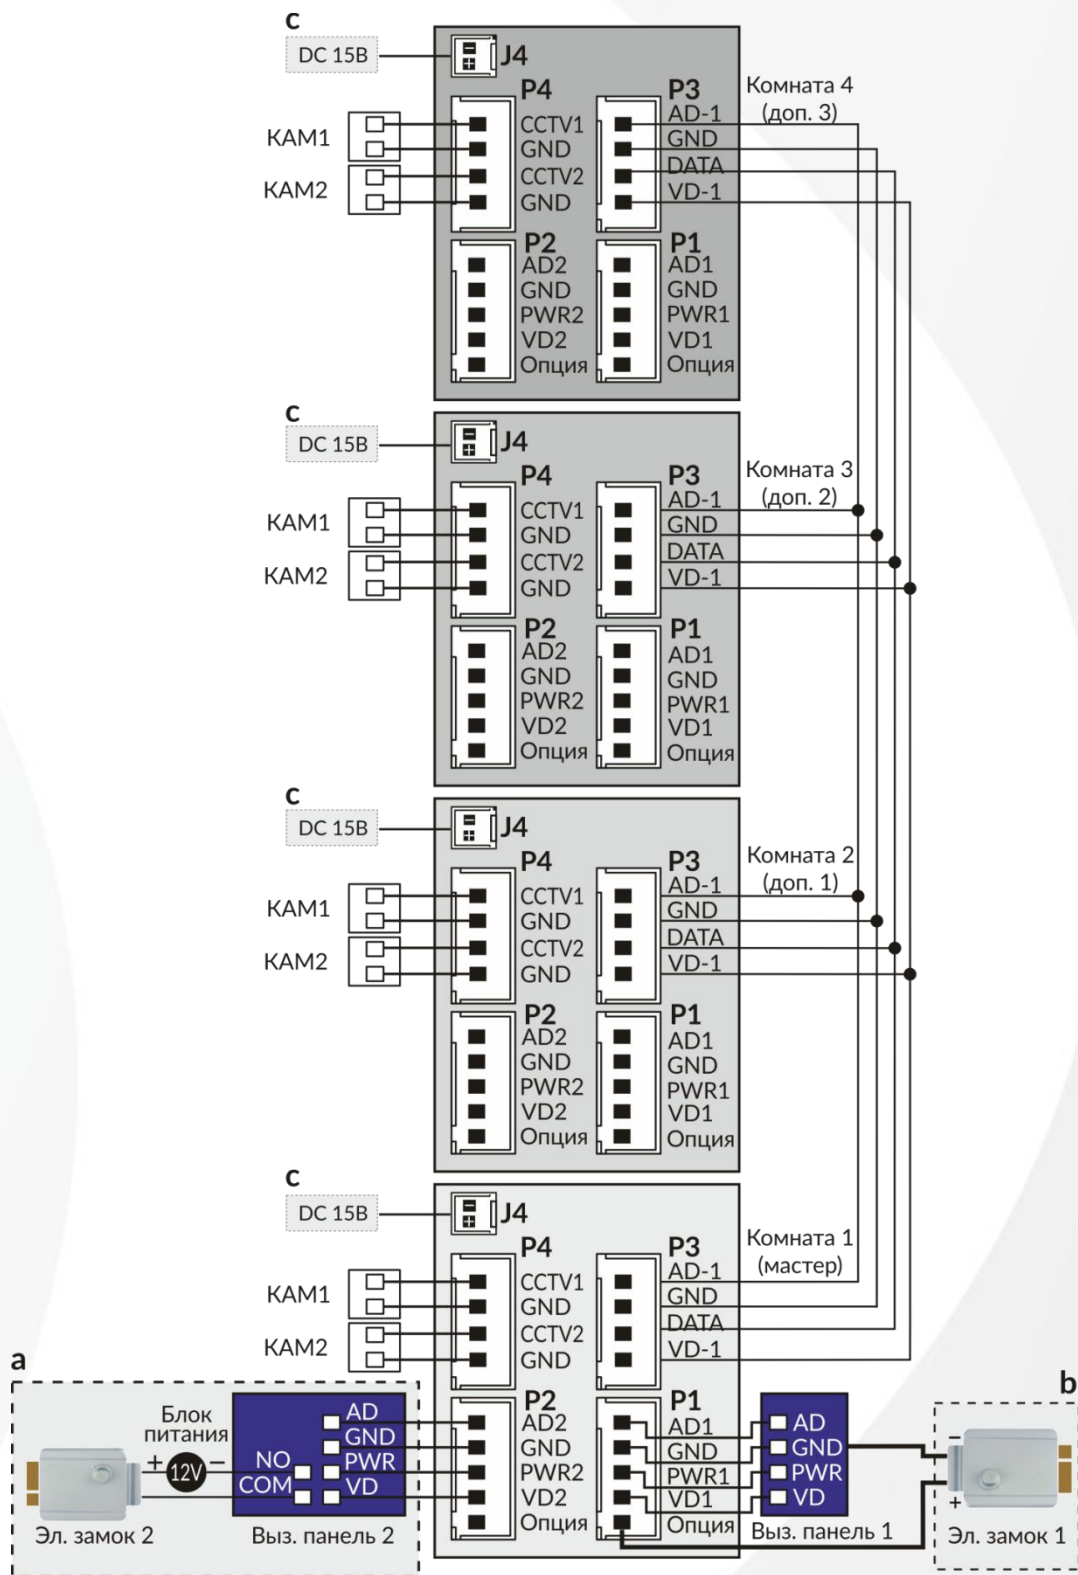 c
DC 15В
J4
P4
P3
Комната 4
(доп. 3)
КАМ1
КАМ2
CCTV1
GND
CCTV2
GND
AD-1
GND
DATA
VD-1
P2
AD2
GND
PWR2
VD2
Опция
P1
AD1
GND
PWR1
VD1
Опция
c
DC 15В
J4
P4
P3
Комната 3
(доп. 2)
КАМ1
КАМ2
CCTV1
GND
CCTV2
GND
AD-1
GND
DATA
VD-1
P2
AD2
GND
PWR2
VD2
Опция
P1
AD1
GND
PWR1
VD1
Опция
c
DC 15В
J4
P4
P3
Комната 2
(доп. 1)
КАМ1
КАМ2
CCTV1
GND
CCTV2
GND
AD-1
GND
DATA
VD-1
P2
AD2
GND
PWR2
VD2
Опция
P1
AD1
GND
PWR1
VD1
Опция
c
DC 15В
J4
P4
P3
Комната 1
(мастер)
КАМ1
КАМ2
CCTV1
GND
CCTV2
GND
AD-1
GND
DATA
VD-1
a
Блок
питания
+ 12V −
NO
COM
AD
GND
PWR
VD
Эл. замок 2
Выз. панель 2
P2
AD2
GND
PWR2
VD2
Опция
P1
AD1
GND
PWR1
VD1
Опция
AD
GND
PWR
VD
Выз. панель 1
b
−
+
Эл. замок 1